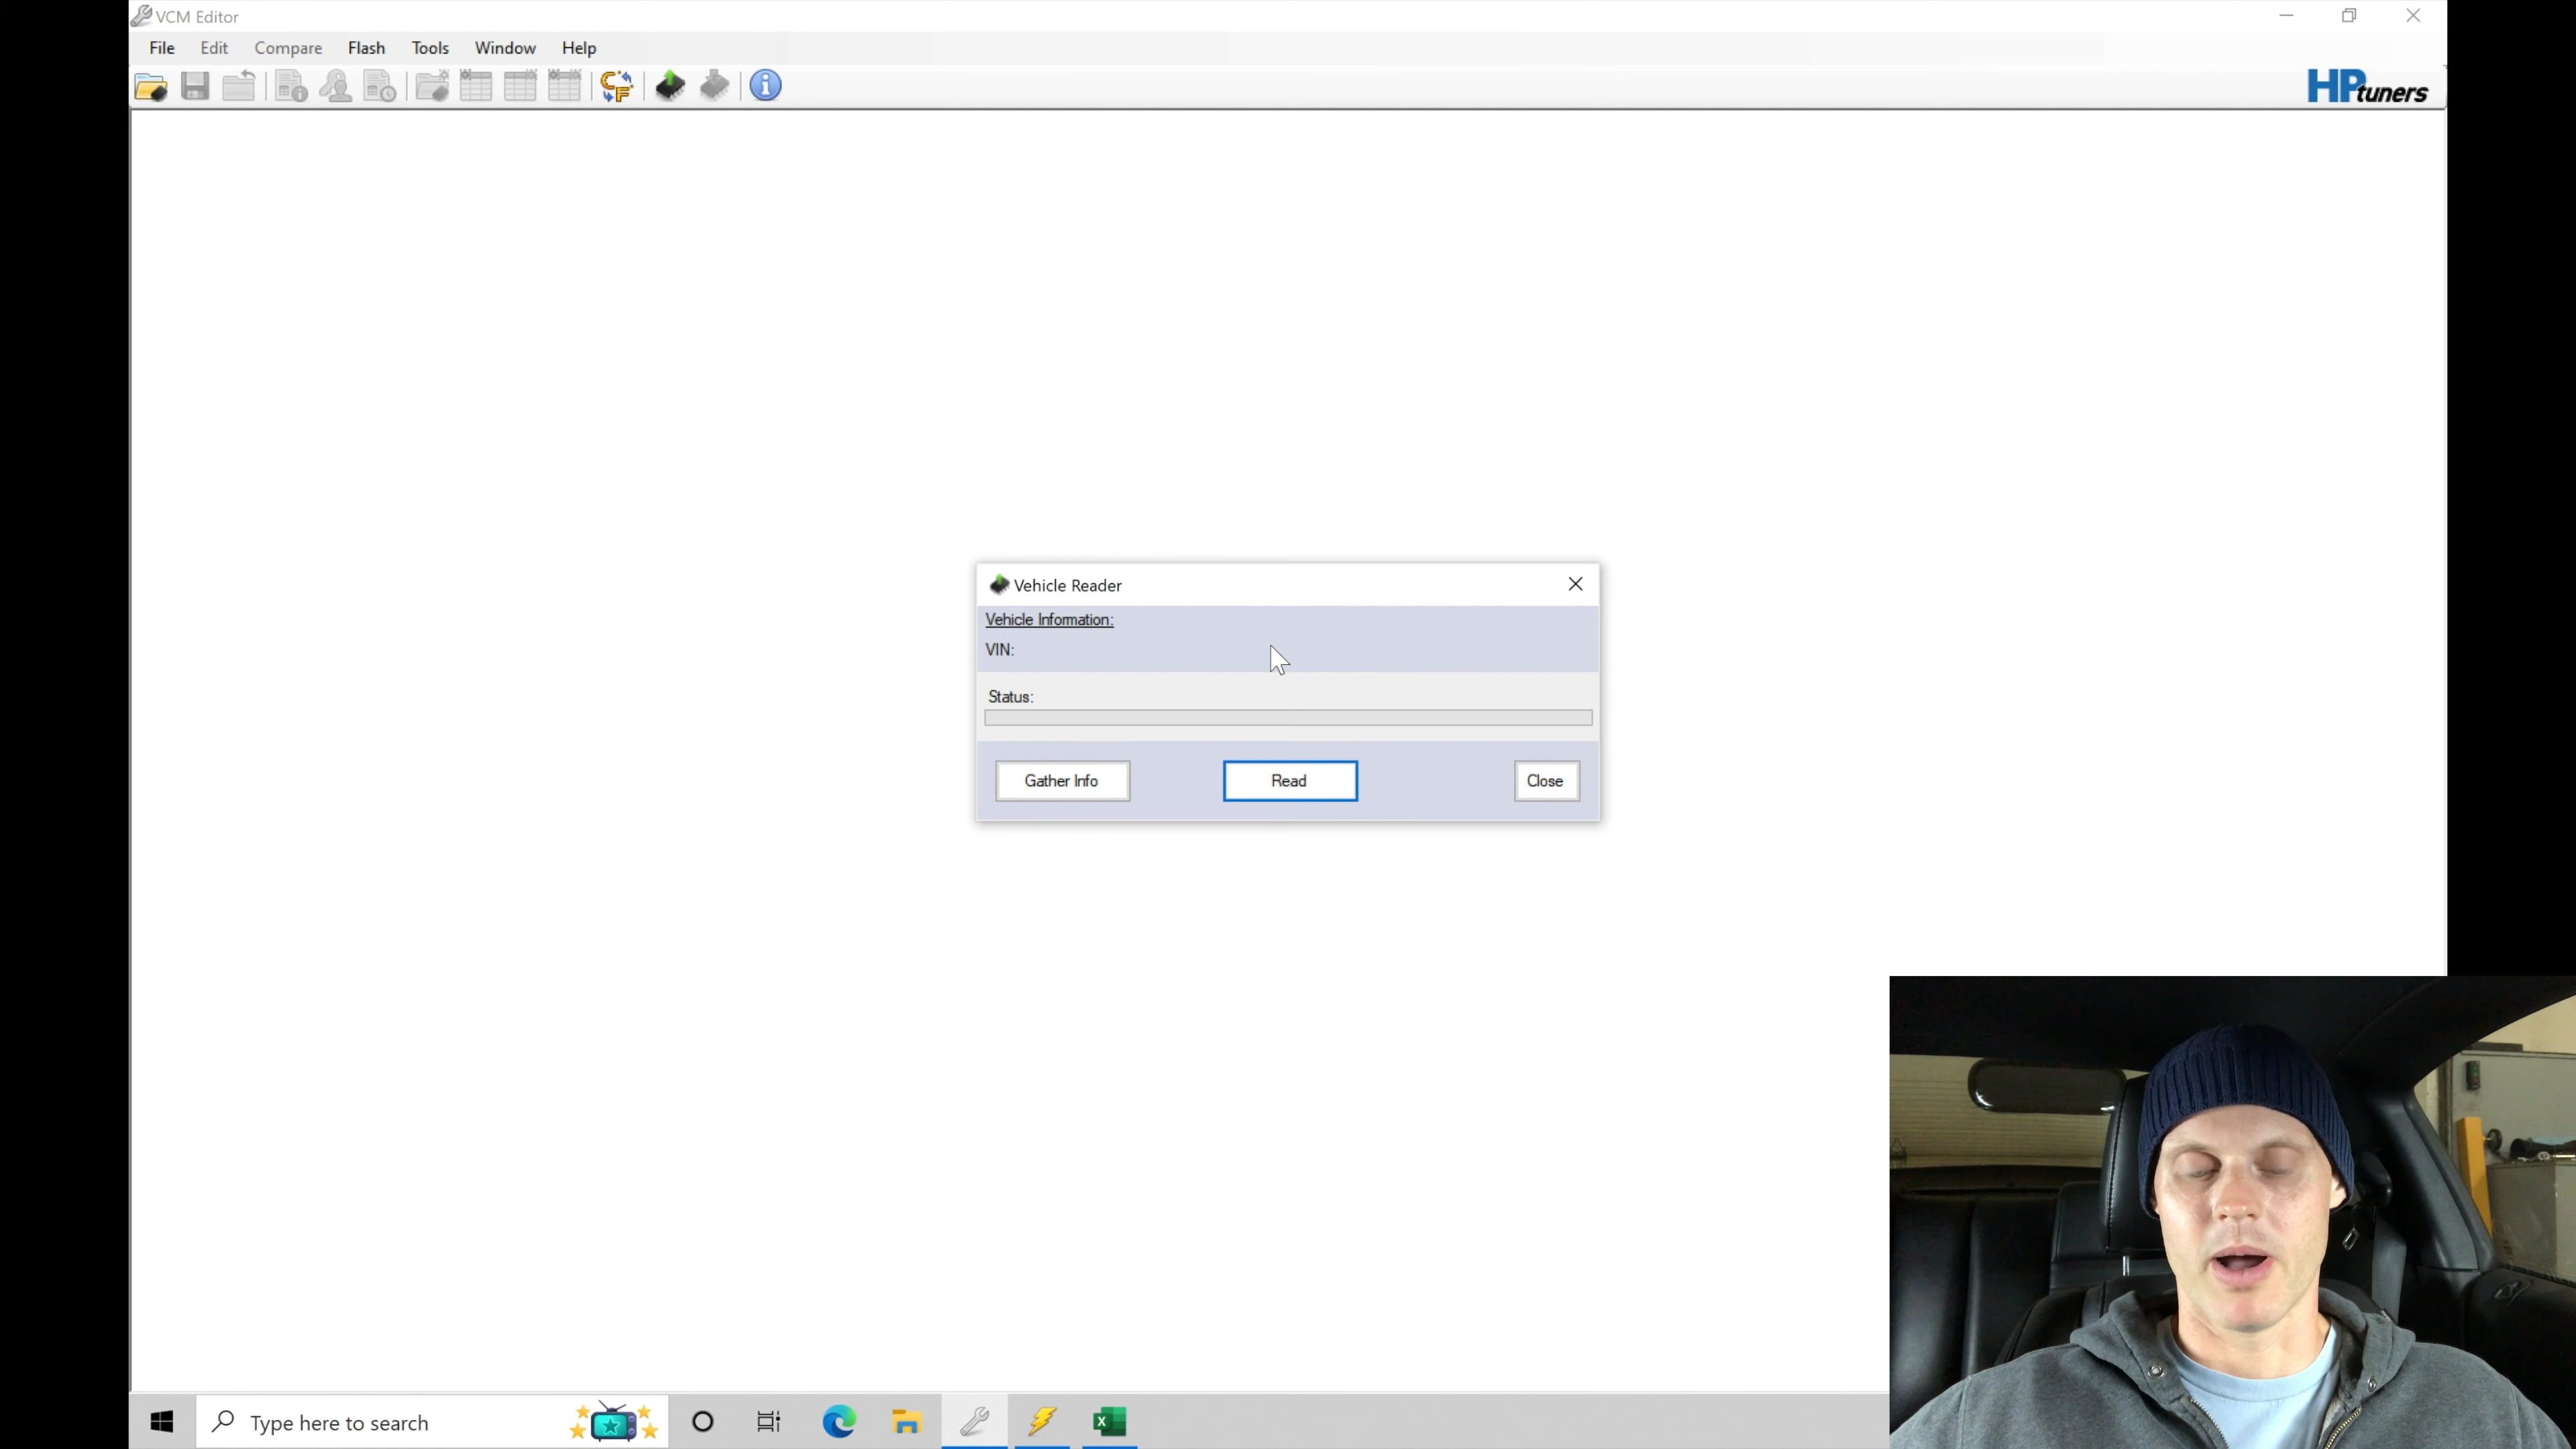 VCM Editor
File Edit Compare Flash Tools Window Help
HPtuners
Vehicle Reader
Vehicle Information:
VIN:
Status:
Gather Info Read Close
Type here to search